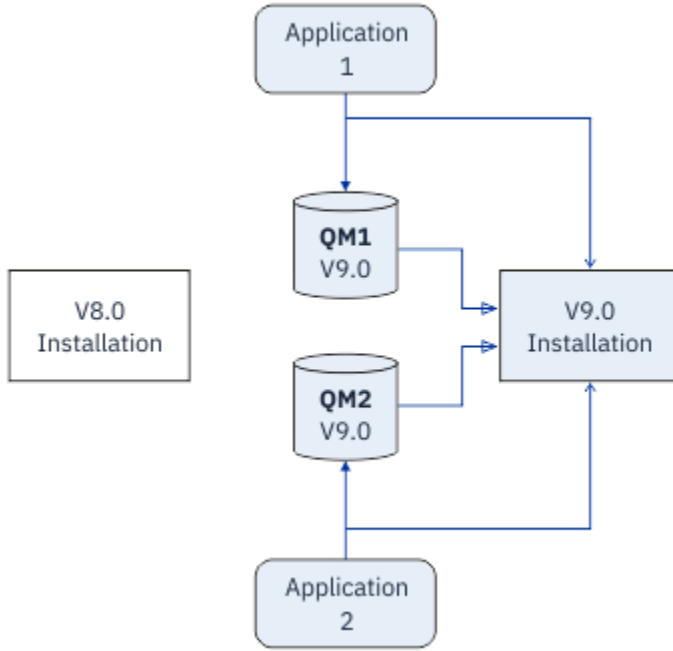 Application
1
QM1
V9.0
V8.0
Installation
V9.0
Installation
QM2
V9.0
Application
2